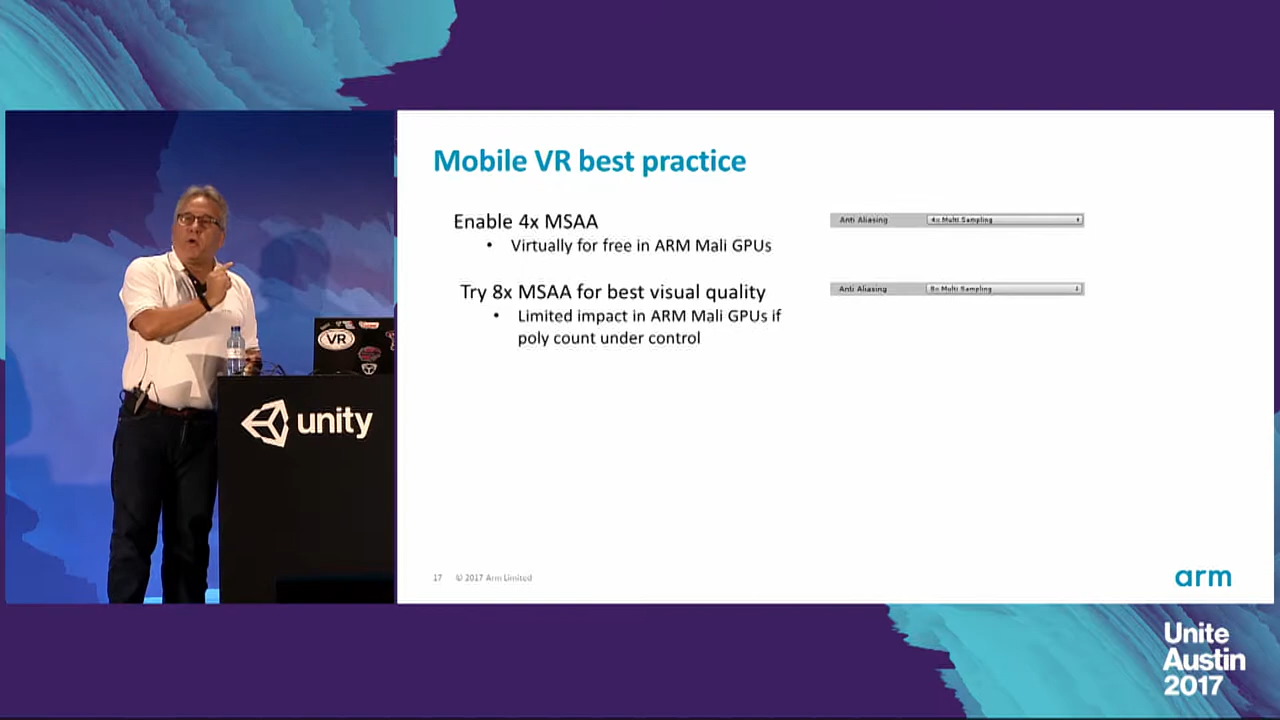 Mobile VR best practice
Enable 4x MSAA
• Virtually for free in ARM Mali GPUs
Anti Aliasing 4x Multi Sampling
Try 8x MSAA for best visual quality
• Limited impact in ARM Mali GPUs if
poly count under control
Anti Aliasing 8x Multi Sampling
VR
unity
17 © 2017 Arm Limited
arm
Unite
Austin
2017